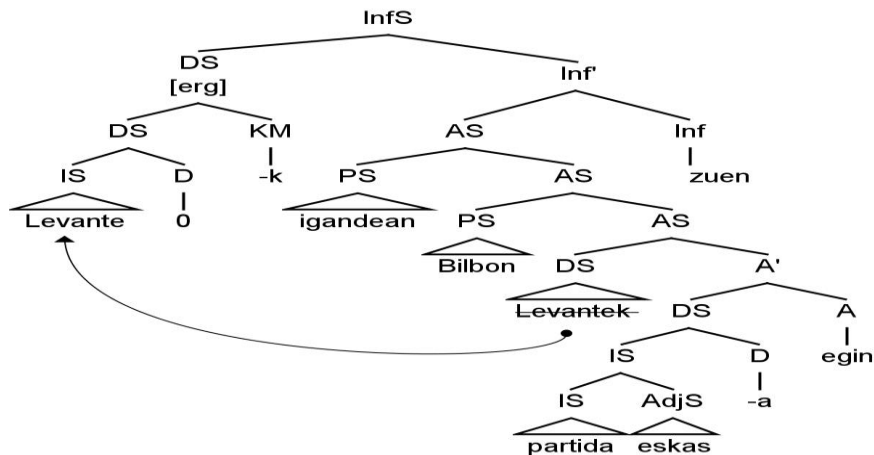 InfS
DS
[erg]
Inf'
DS KM AS Inf
IS D -k PS AS zuen
Levante 0 igandean PS AS
Bilbon DS A'
Levantek DS A
IS D egin
IS AdjS -a
partida eskas